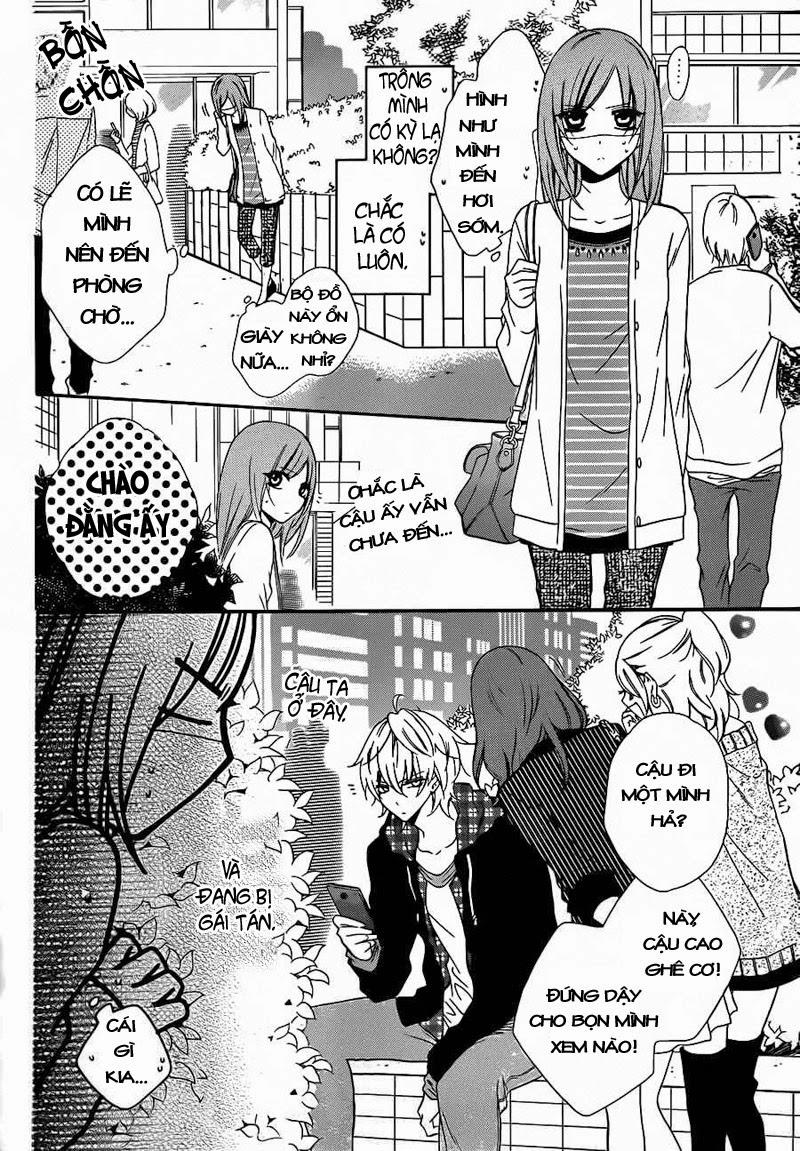 ……
HÌNH
NHƯ
MÌNH
ĐẾN
HƠI
SỚM.
TRÔNG
MÌNH
CÓ KỲ LẠ
KHÔNG?
CHẮC
LÀ CÓ
LUÔN.
BỒN
CHỒN
BỘ ĐỒ
NÀY ỔN
KHÔNG
NHỈ?
GIÀY
NỮA...
CÓ LẼ
MÌNH
NÊN ĐẾN
PHÒNG
CHỜ...
CHẮC LÀ
CẬU ẤY VẪN
CHƯA ĐẾN...
CHÀO
ĐẰNG ẤY
CẬU ĐI
MỘT MÌNH
HẢ?
NÀY,
CẬU CAO
GHÊ CƠ!
ĐỨNG DẬY
CHO BỌN MÌNH
XEM NÀO!
CẬU TA
Ở ĐÂY.
VÀ
ĐANG BỊ
GÁI TÁN.
CÁI
GÌ
KIA...